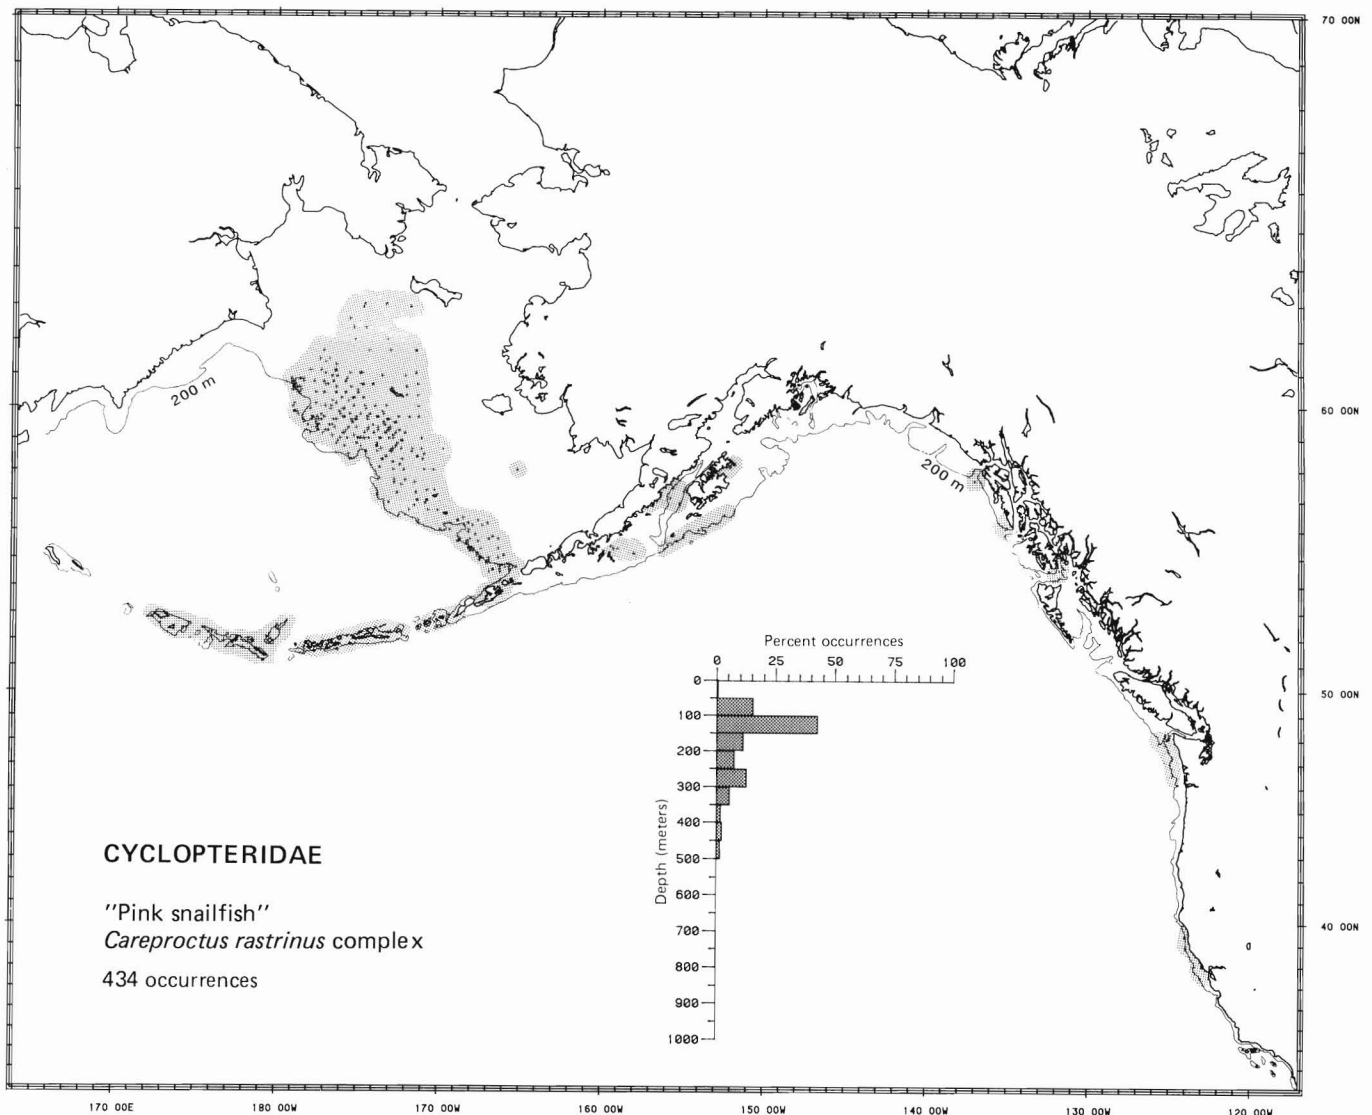 70 00N
200 m
60 00N
200 m
Percent occurrences
0 25 50 75 100
0
50 00N
100
200
300
400
500
600
700
800
900
1000
Depth (meters)
CYCLOPTERIDAE
"Pink snailfish"
Careproctus rastrinus complex
40 00N
434 occurrences
170 00E 180 00W 170 00W 160 00W 150 00W 140 00W 130 00W 120 00W